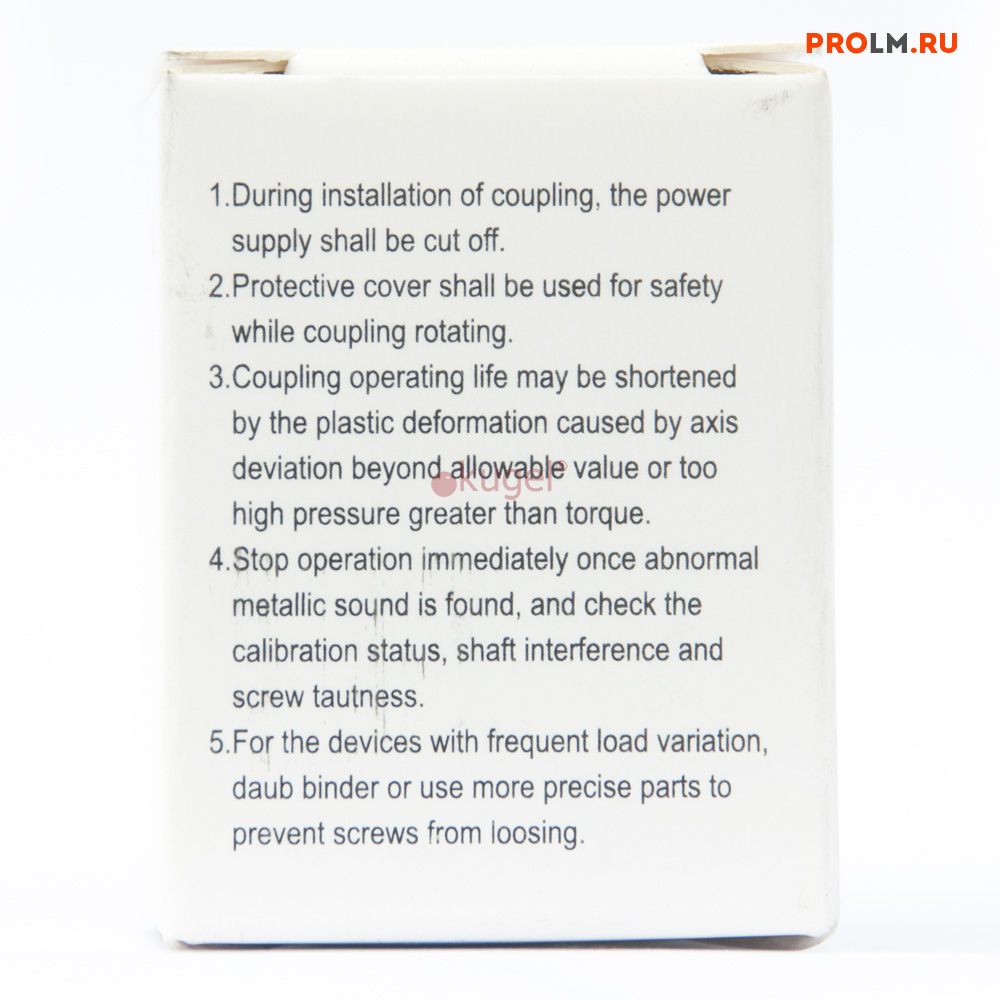 PROLM.RU
1.During installation of coupling, the power
supply shall be cut off.
2.Protective cover shall be used for safety
while coupling rotating.
3.Coupling operating life may be shortened
by the plastic deformation caused by axis
deviation beyond allowable value or too
kugel®
high pressure greater than torque.
4.Stop operation immediately once abnormal
metallic sound is found, and check the
calibration status, shaft interference and
screw tautness.
5.For the devices with frequent load variation,
daub binder or use more precise parts to
prevent screws from loosing.